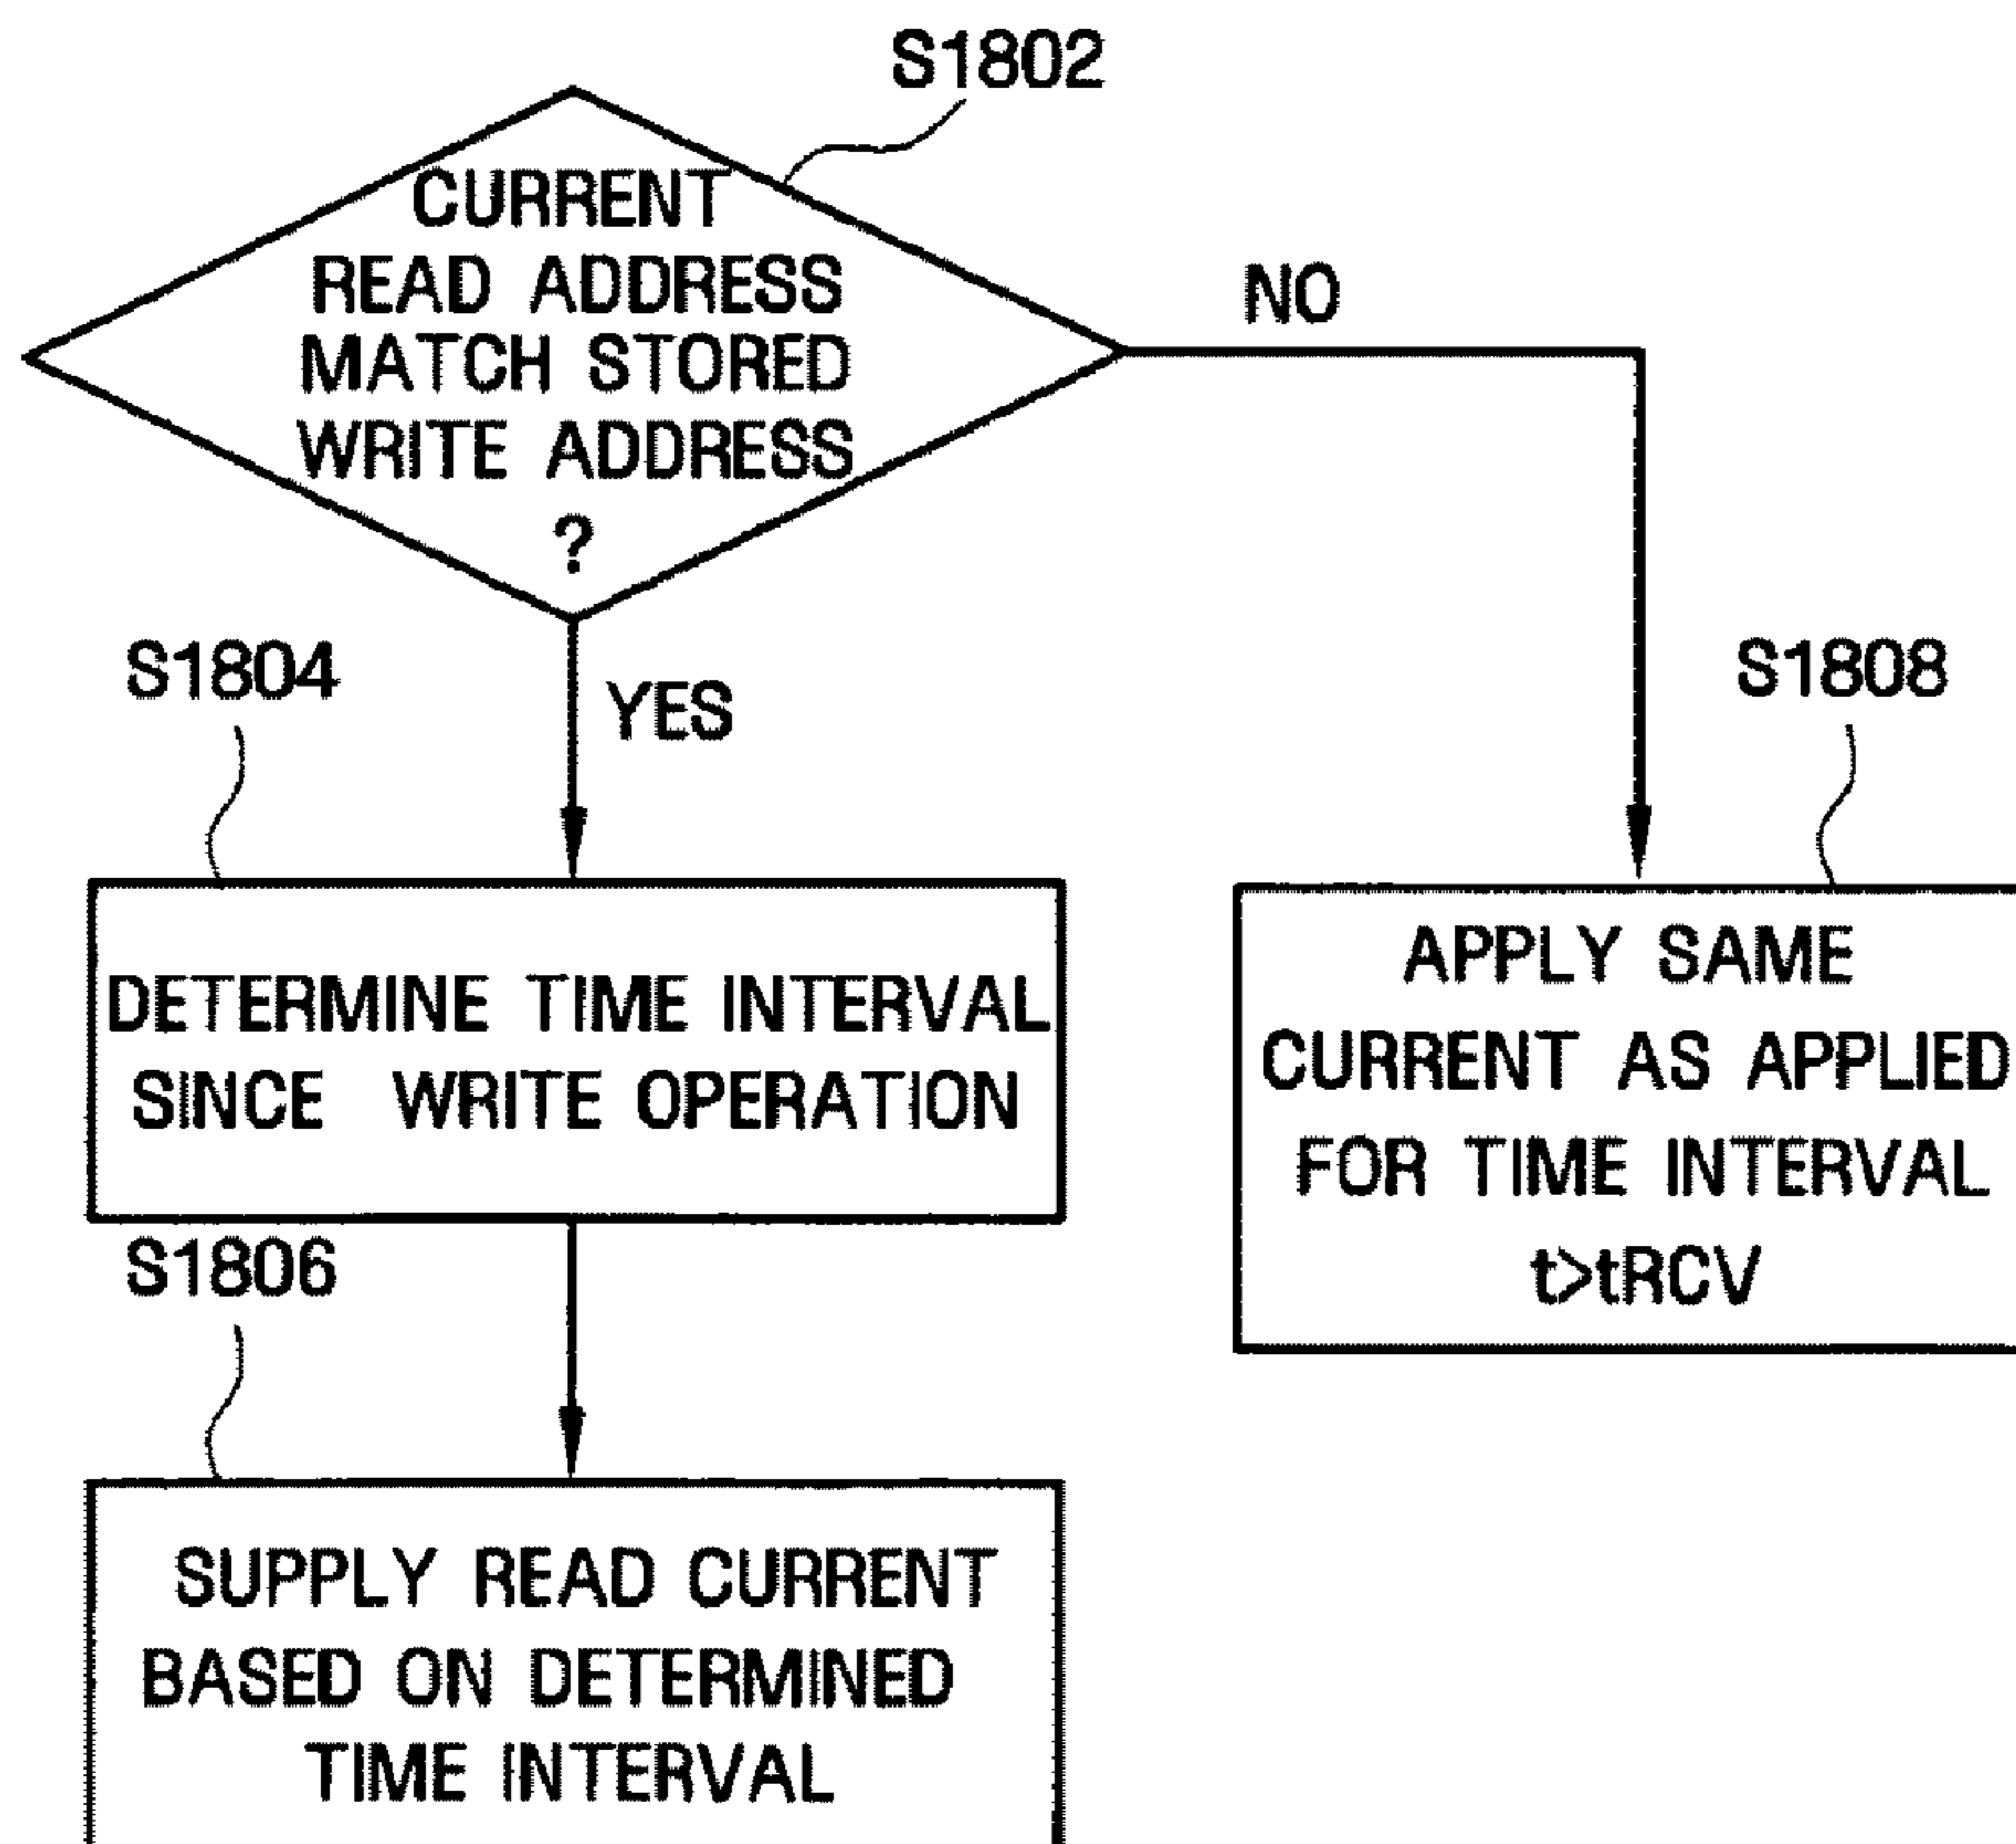 S1802
CURRENT
READ ADDRESS
MATCH STORED
WRITE ADDRESS
?
NO
YES
S1804
DETERMINE TIME INTERVAL
SINCE WRITE OPERATION
S1806
SUPPLY READ CURRENT
BASED ON DETERMINED
TIME INTERVAL
S1808
APPLY SAME
CURRENT AS APPLIED
FOR TIME INTERVAL
t>tRCV